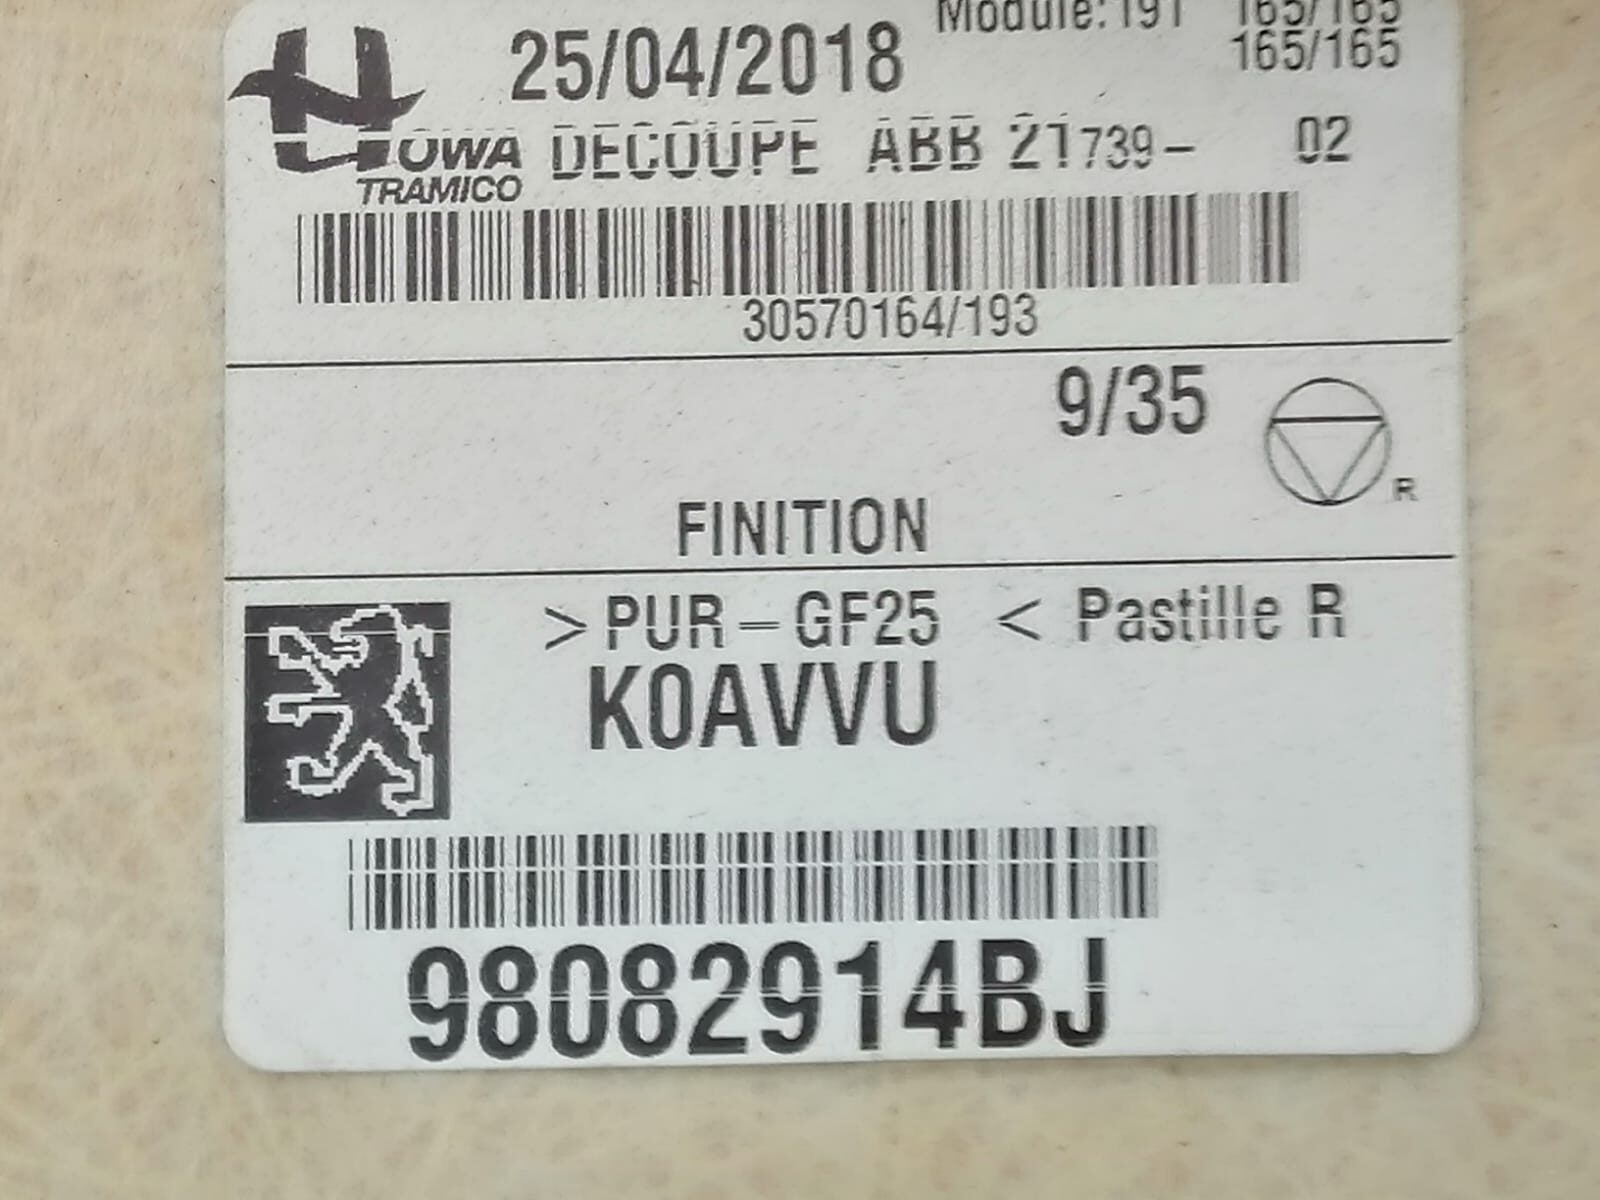 Module: 191 165/165
25/04/2018 165/165
HOWA DECOUPE ABB 21739- 02
TRAMICO
30570164/193
9/35
R
FINITION
>PUR-GF25 < Pastille R
K0AVVU
98082914BJ